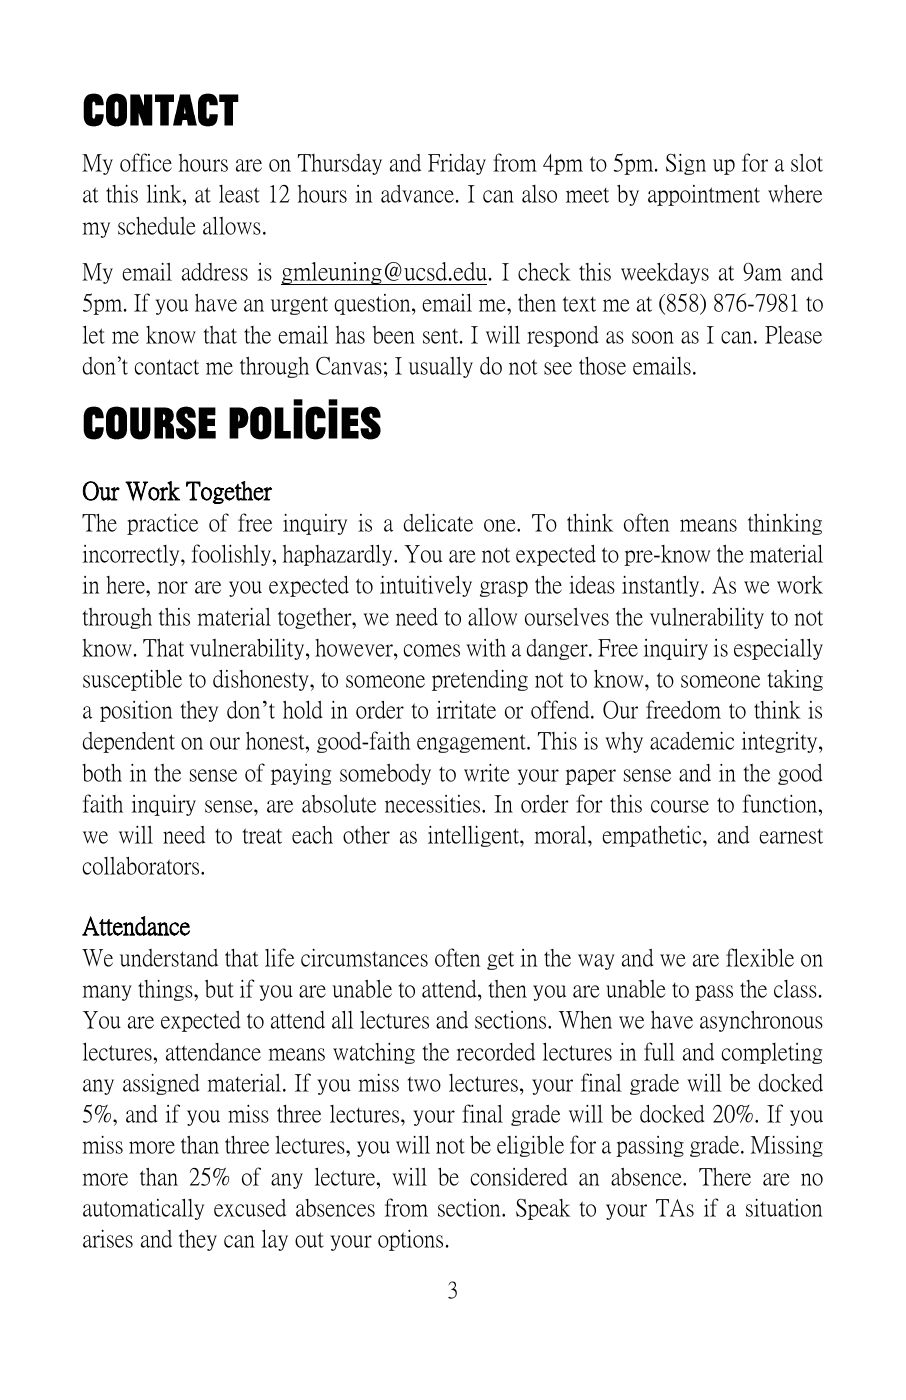 CONTACT
My office hours are on Thursday and Friday from 4pm to 5pm. Sign up for a slot
at this link, at least 12 hours in advance. I can also meet by appointment where
my schedule allows.
My email address is gmleuning@ucsd.edu. I check this weekdays at 9am and
5pm. If you have an urgent question, email me, then text me at (858) 876-7981 to
let me know that the email has been sent. I will respond as soon as I can. Please
don’t contact me through Canvas; I usually do not see those emails.
COURSE POLICIES
Our Work Together
The practice of free inquiry is a delicate one. To think often means thinking
incorrectly, foolishly, haphazardly. You are not expected to pre-know the material
in here, nor are you expected to intuitively grasp the ideas instantly. As we work
through this material together, we need to allow ourselves the vulnerability to not
know. That vulnerability, however, comes with a danger. Free inquiry is especially
susceptible to dishonesty, to someone pretending not to know, to someone taking
a position they don’t hold in order to irritate or offend. Our freedom to think is
dependent on our honest, good-faith engagement. This is why academic integrity,
both in the sense of paying somebody to write your paper sense and in the good
faith inquiry sense, are absolute necessities. In order for this course to function,
we will need to treat each other as intelligent, moral, empathetic, and earnest
collaborators.
Attendance
We understand that life circumstances often get in the way and we are flexible on
many things, but if you are unable to attend, then you are unable to pass the class.
You are expected to attend all lectures and sections. When we have asynchronous
lectures, attendance means watching the recorded lectures in full and completing
any assigned material. If you miss two lectures, your final grade will be docked
5%, and if you miss three lectures, your final grade will be docked 20%. If you
miss more than three lectures, you will not be eligible for a passing grade. Missing
more than 25% of any lecture, will be considered an absence. There are no
automatically excused absences from section. Speak to your TAs if a situation
arises and they can lay out your options.
3